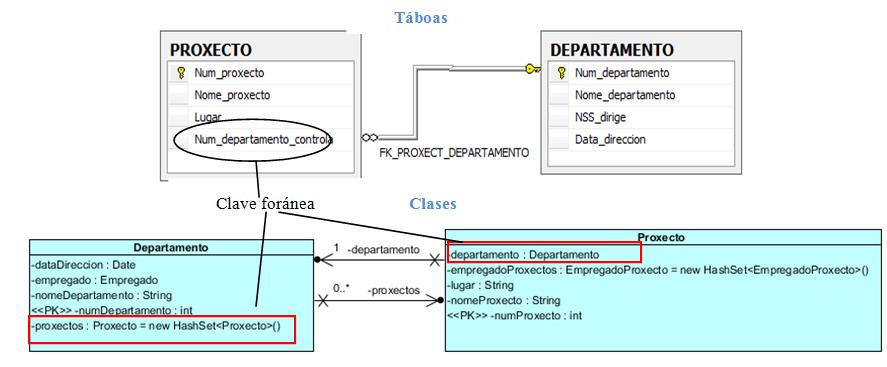 Táboas
PROXECTO
Num_proxecto
Nome_proxecto
Lugar
Num_departamento_controla
FK_PROXECT_DEPARTAMENTO
DEPARTAMENTO
Num_departamento
Nome_departamento
NSS_dirige
Data_direccion
Clave foránea
Clases
Departamento
-dataDireccion : Date
-empregado : Empregado
-nomeDepartamento : String
<<PK>> -numDepartamento : int
-proxectos : Proxecto = new HashSet<Proxecto>()
1 -departamento
0..* -proxectos
Proxecto
-departamento : Departamento
-empregadoProxectos : EmpregadoProxecto = new HashSet<EmpregadoProxecto>()
-lugar : String
-nomeProxecto : String
<<PK>> -numProxecto : int